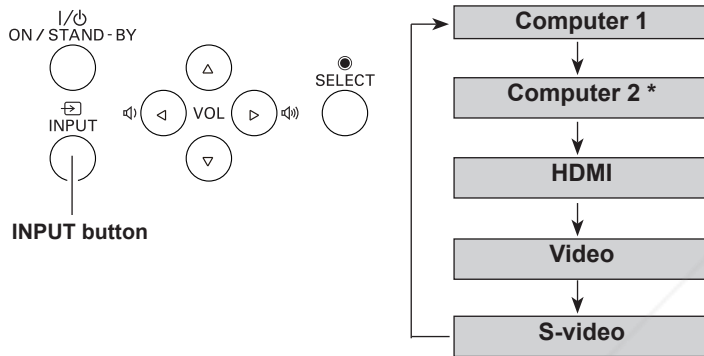 I/⏻
ON / STAND-BY
SELECT
INPUT
VOL
INPUT button
Computer 1
Computer 2 *
HDMI
Video
S-video